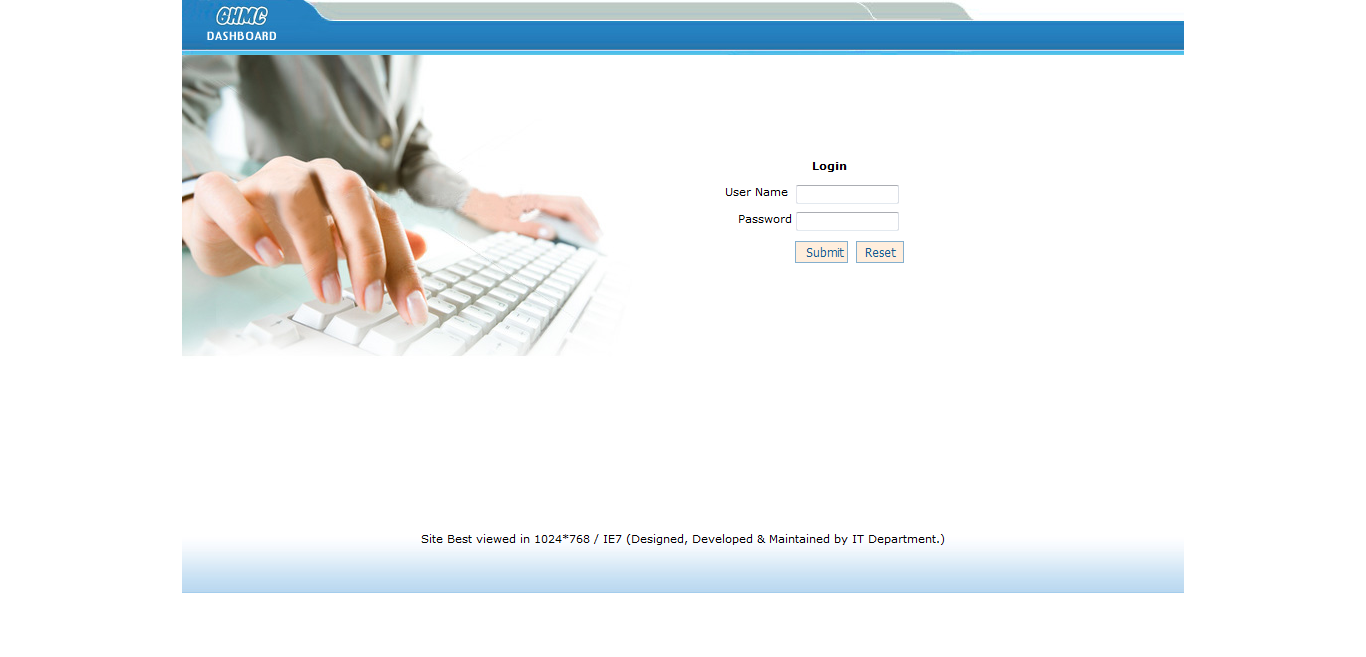 GHMC
DASHBOARD
Login
User Name
Password
Submit Reset
Site Best viewed in 1024*768 / IE7 (Designed, Developed & Maintained by IT Department.)